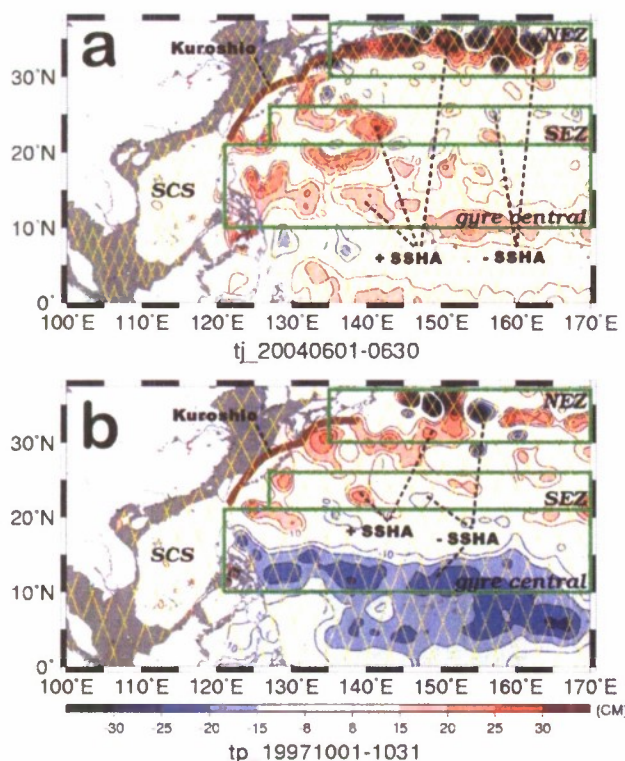 a
Kuroshio
NEZ
30°N
SEZ
20°N
SCS
10°N
gyre central
+ SSHA
- SSHA
0°
100°E 110°E 120°E 130°E 140°E 150°E 160°E 170°E
tj_20040601-0630
b
Kuroshio
NEZ
30°N
SEZ
20°N
+ SSHA
- SSHA
SCS
10°N
gyre central
0°
100°E 110°E 120°E 130°E 140°E 150°E 160°E 170°E
(CM)
-30 -25 -20 -15 -8 8 15 20 25 30
tp_19971001-1031